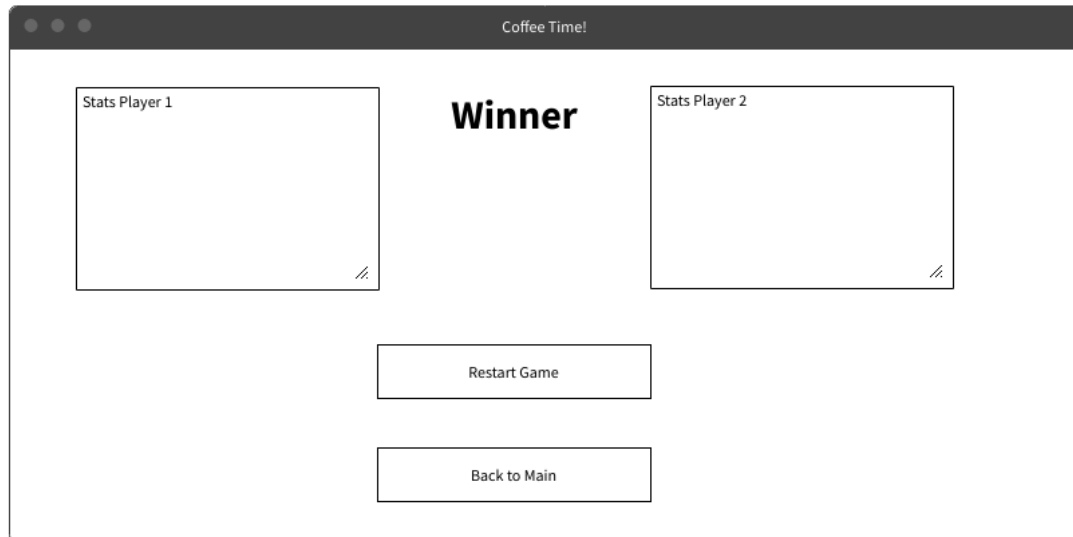 Coffee Time!
Stats Player 1
Winner
Stats Player 2
Restart Game
Back to Main